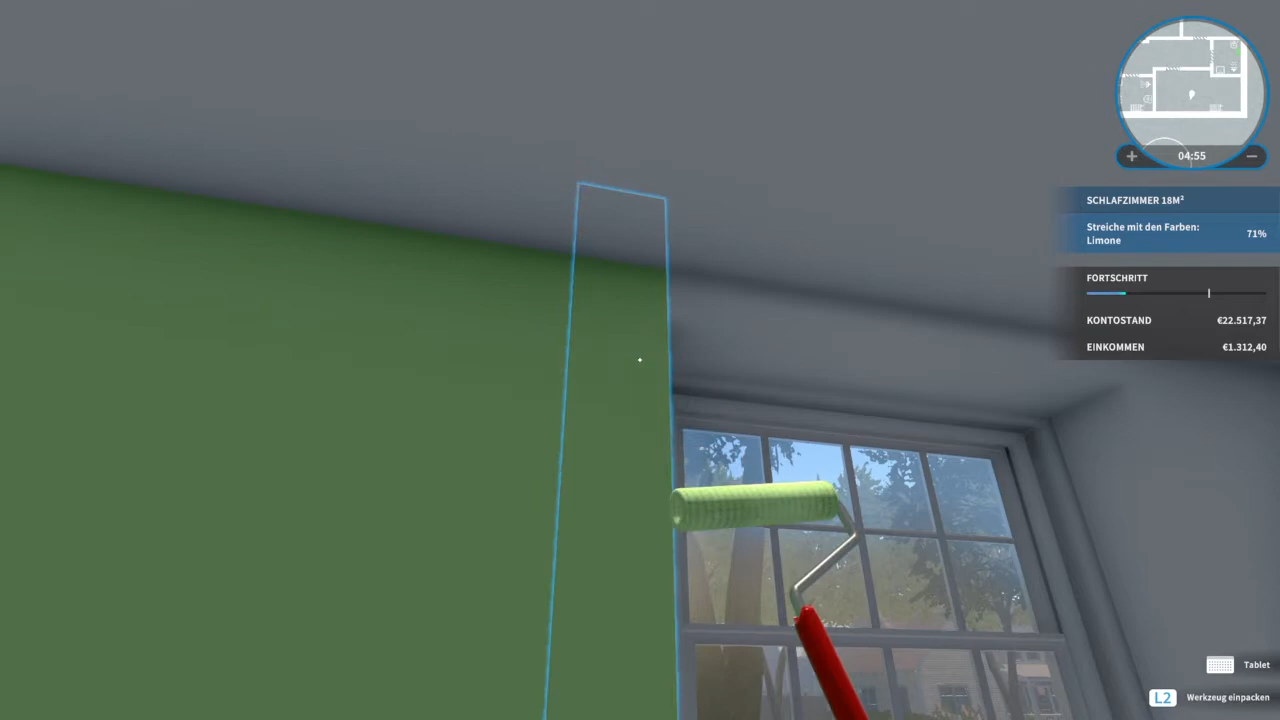 04:55
SCHLAFZIMMER 18M²
Streiche mit den Farben:
Limone
71%
FORTSCHRITT
KONTOSTAND €22.517,37
EINKOMMEN €1.312,40
Tablet
L2 Werkzeug einpacken